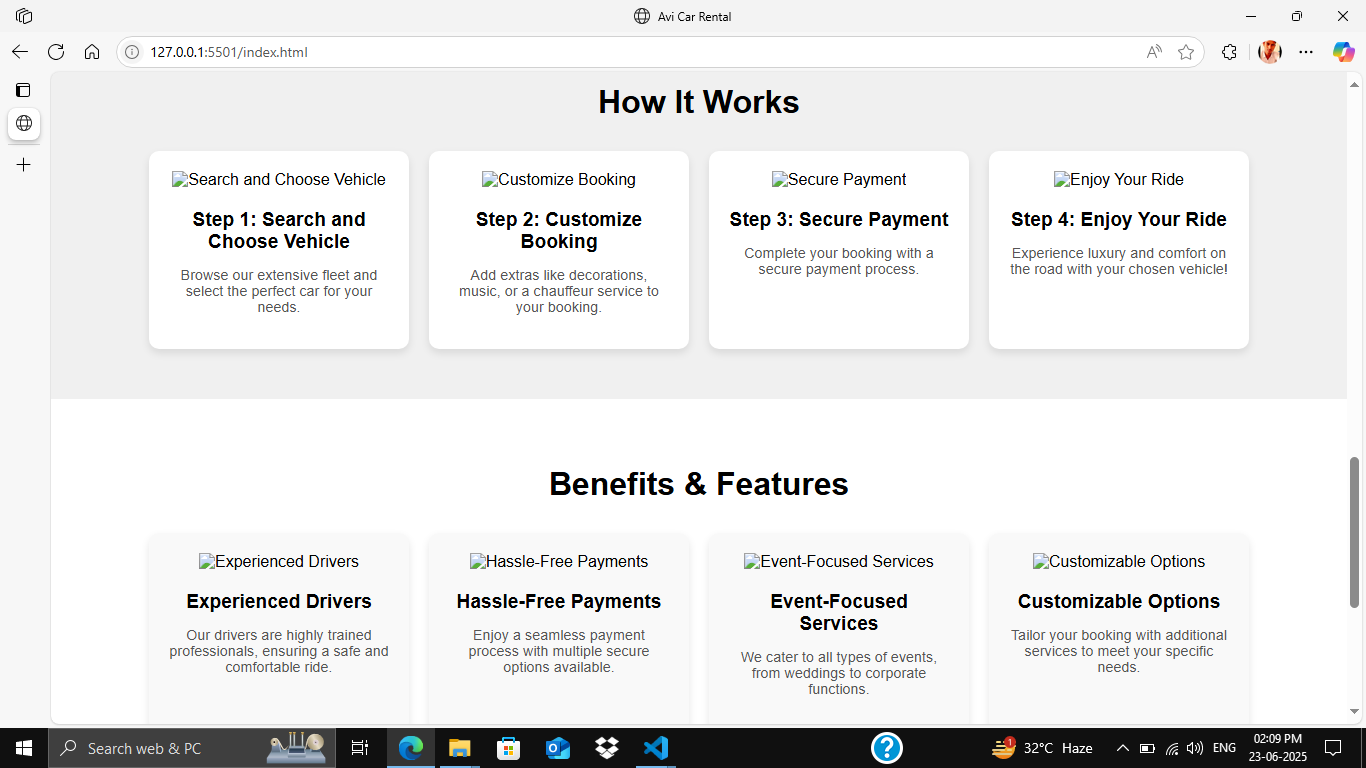 Avi Car Rental
127.0.0.1:5501/index.html
How It Works
Search and Choose Vehicle
Step 1: Search and
Choose Vehicle
Browse our extensive fleet and
select the perfect car for your
needs.
Customize Booking
Step 2: Customize
Booking
Add extras like decorations,
music, or a chauffeur service to
your booking.
Secure Payment
Step 3: Secure Payment
Complete your booking with a
secure payment process.
Enjoy Your Ride
Step 4: Enjoy Your Ride
Experience luxury and comfort on
the road with your chosen vehicle!
Benefits & Features
Experienced Drivers
Experienced Drivers
Our drivers are highly trained
professionals, ensuring a safe and
comfortable ride.
Hassle-Free Payments
Hassle-Free Payments
Enjoy a seamless payment
process with multiple secure
options available.
Event-Focused Services
Event-Focused
Services
We cater to all types of events,
from weddings to corporate
functions.
Customizable Options
Customizable Options
Tailor your booking with additional
services to meet your specific
needs.
Search web & PC
?
1
32°C Haze
ENG
02:09 PM
23-06-2025